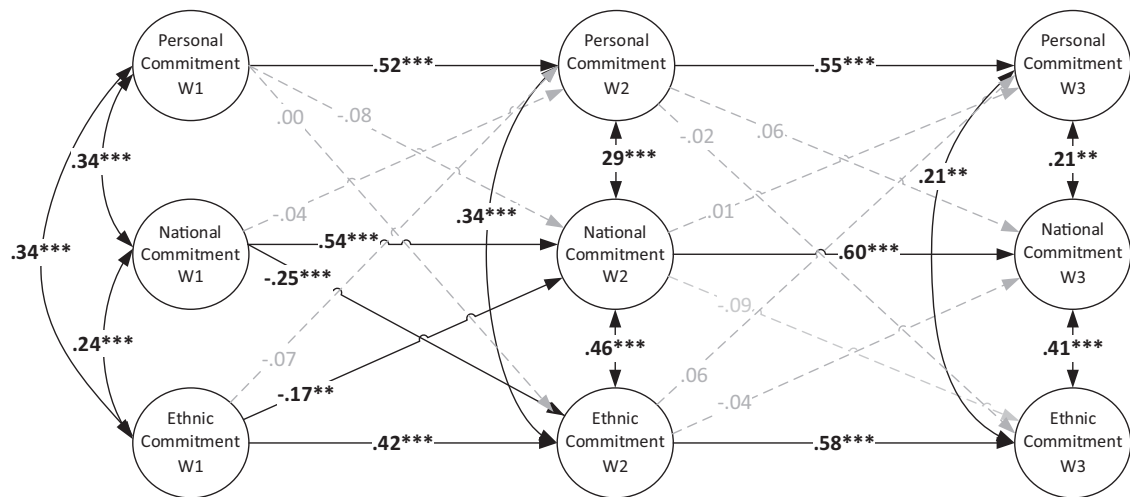 Personal
Commitment
W1
Personal
Commitment
W2
Personal
Commitment
W3
.52***
.55***
.00
-.08
-.02
.06
.34***
29***
.21**
.21**
-.04
.01
.34***
National
Commitment
W1
National
Commitment
W2
National
Commitment
W3
.34***
.54***
.60***
-.25***
-.09
.24***
.46***
.41***
-.07
.06
-.17**
-.04
Ethnic
Commitment
W1
Ethnic
Commitment
W2
Ethnic
Commitment
W3
.42***
.58***